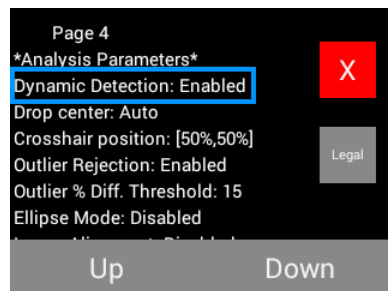 Page 4
*Analysis Parameters*
X
Dynamic Detection: Enabled
Drop center: Auto
Crosshair position: [50%,50%]
Legal
Outlier Rejection: Enabled
Outlier % Diff. Threshold: 15
Ellipse Mode: Disabled
Up
Down